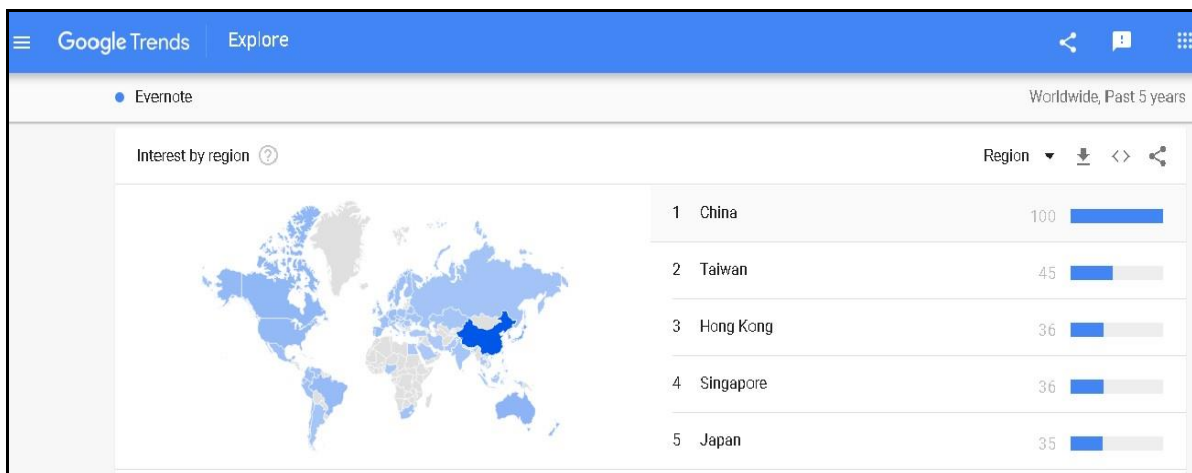 Google Trends Explore
Evernote Worldwide, Past 5 years
Interest by region ? Region
1 China 100
2 Taiwan 45
3 Hong Kong 36
4 Singapore 36
5 Japan 35